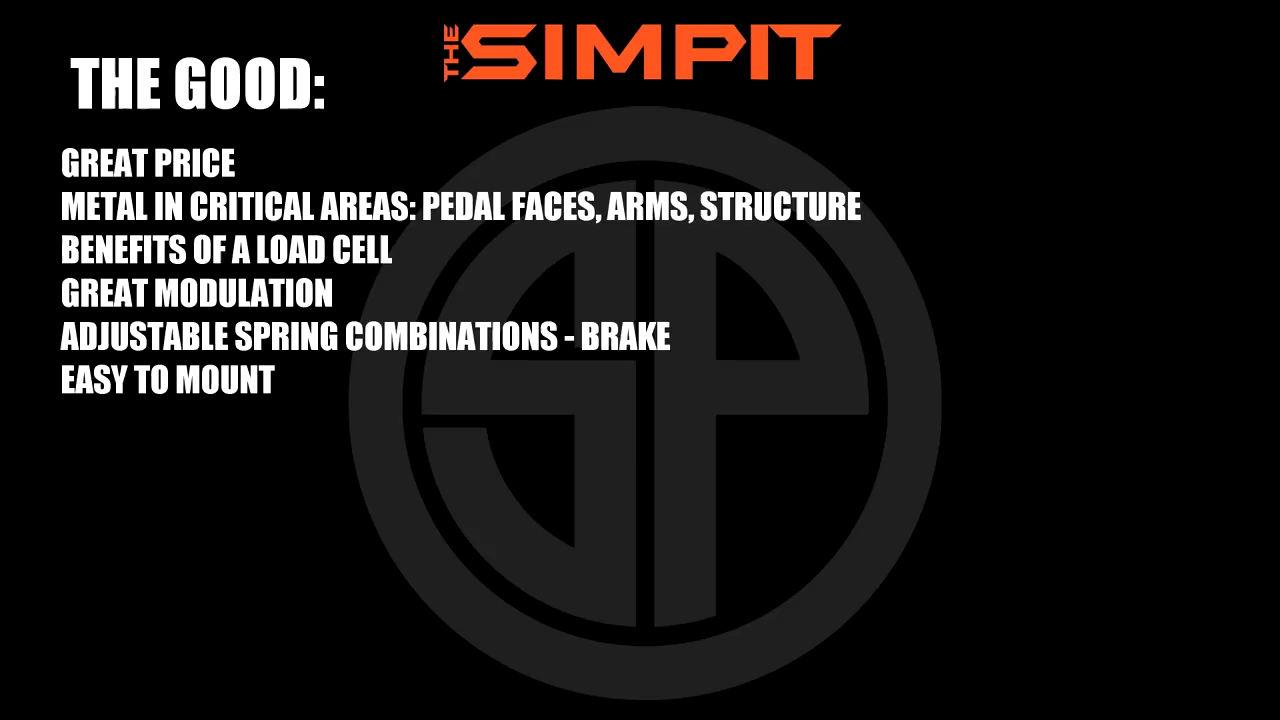 THE SIMPIT
THE GOOD:
GREAT PRICE
METAL IN CRITICAL AREAS: PEDAL FACES, ARMS, STRUCTURE
BENEFITS OF A LOAD CELL
GREAT MODULATION
ADJUSTABLE SPRING COMBINATIONS - BRAKE
EASY TO MOUNT
SP